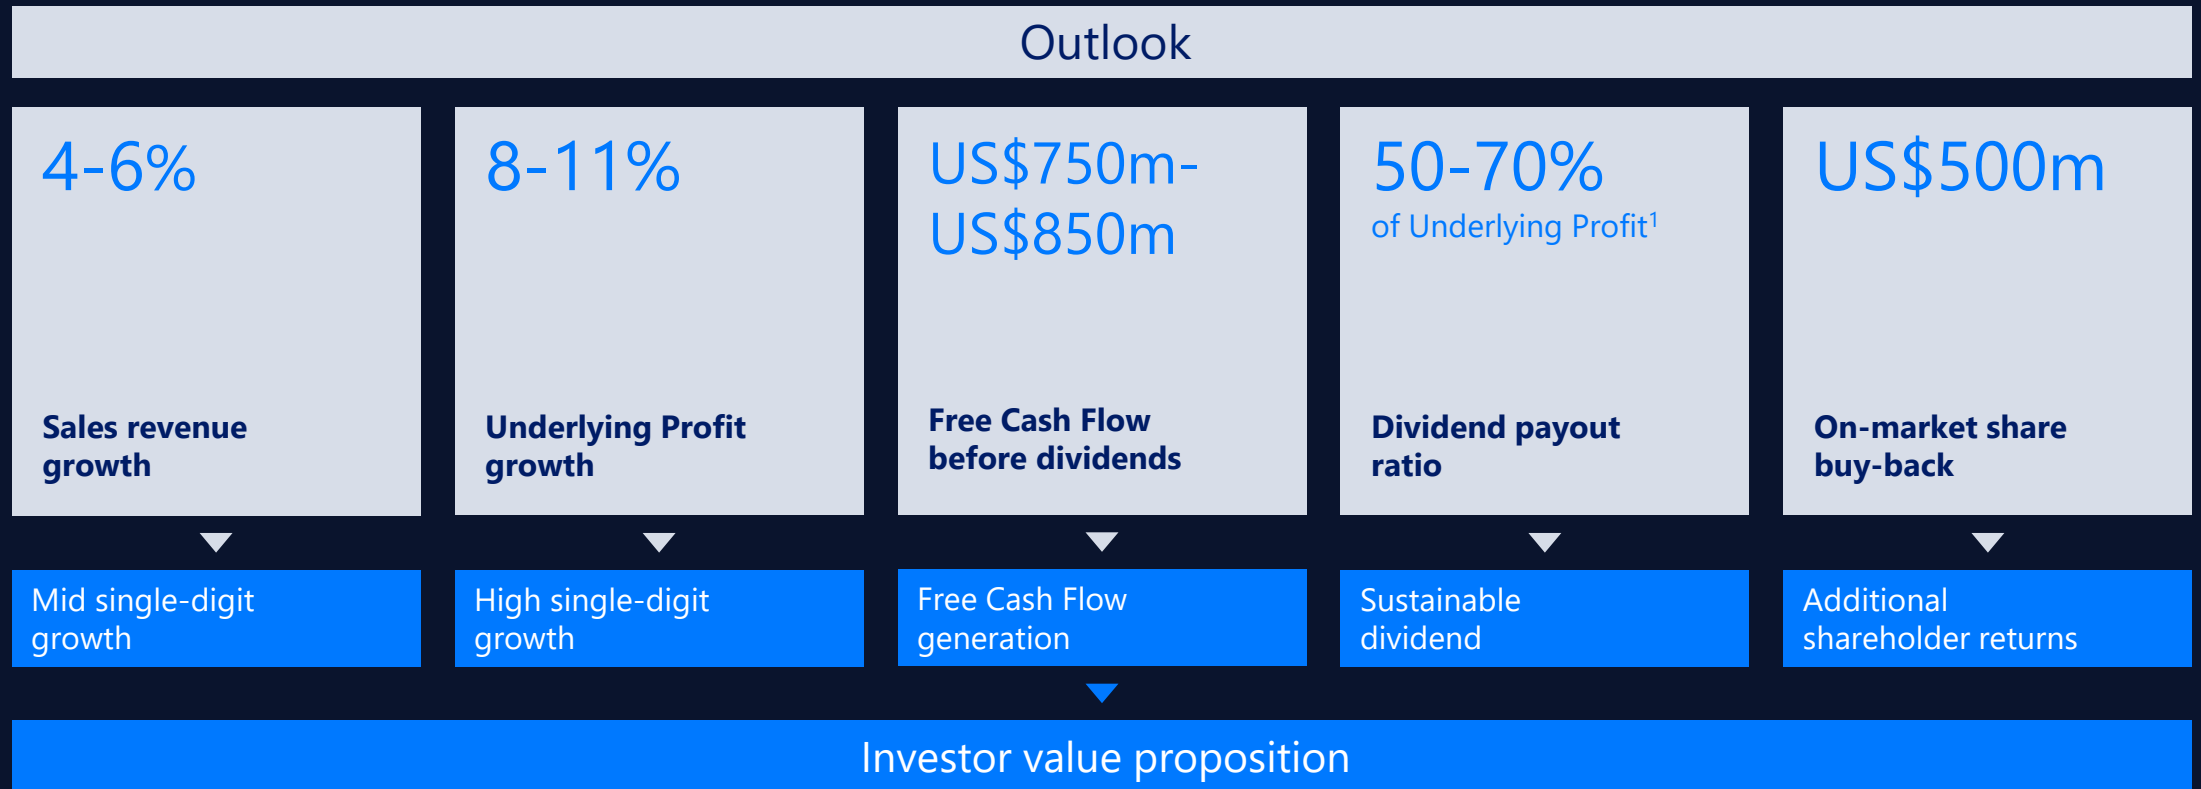 Outlook
4-6%
Sales revenue
growth
8-11%
Underlying Profit
growth
US$750m-
US$850m
Free Cash Flow
before dividends
50-70%
of Underlying Profit¹
Dividend payout
ratio
US$500m
On-market share
buy-back
Mid single-digit
growth
High single-digit
growth
Free Cash Flow
generation
Sustainable
dividend
Additional
shareholder returns
Investor value proposition